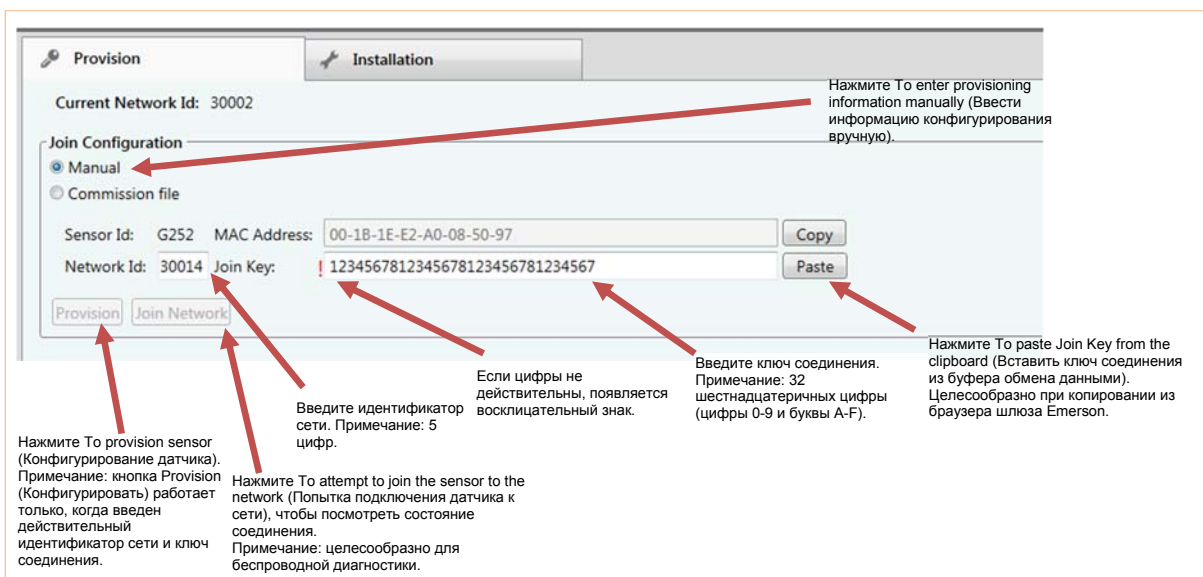 Provision
Installation
Current Network Id: 30002
Нажмите To enter provisioning
information manually (Ввести
информацию конфигурирования
вручную).
Join Configuration
Manual
Commission file
Sensor Id: G252 MAC Address: 00-1B-1E-E2-A0-08-50-97 Copy
Network Id: 30014 Join Key: ! 1234567812345678123456781234567 Paste
Provision Join Network
Нажмите To paste Join Key from the
clipboard (Вставить ключ соединения
из буфера обмена данными).
Целесообразно при копировании из
браузера шлюза Emerson.
Введите ключ соединения.
Примечание: 32
шестнадцатеричных цифры
(цифры 0-9 и буквы A-F).
Если цифры не
действительны, появляется
восклицательный знак.
Введите идентификатор
сети. Примечание: 5
цифр.
Нажмите To provision sensor
(Конфигурирование датчика).
Примечание: кнопка Provision
(Конфигурировать) работает
только, когда введен
действительный
идентификатор сети и ключ
соединения.
Нажмите To attempt to join the sensor to the
network (Попытка подключения датчика к
сети), чтобы посмотреть состояние
соединения.
Примечание: целесообразно для
беспроводной диагностики.